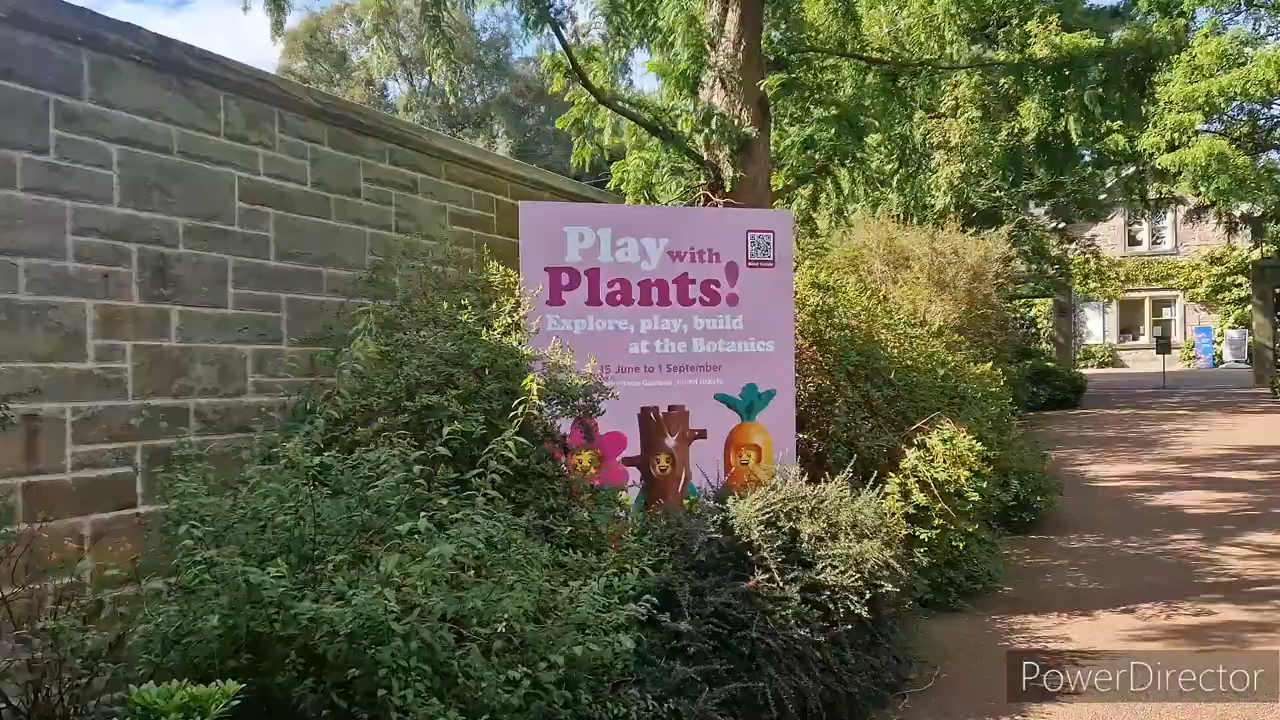 Play with
Plants!
Explore, play, build
at the Botanics
15 June to 1 September
PowerDirector